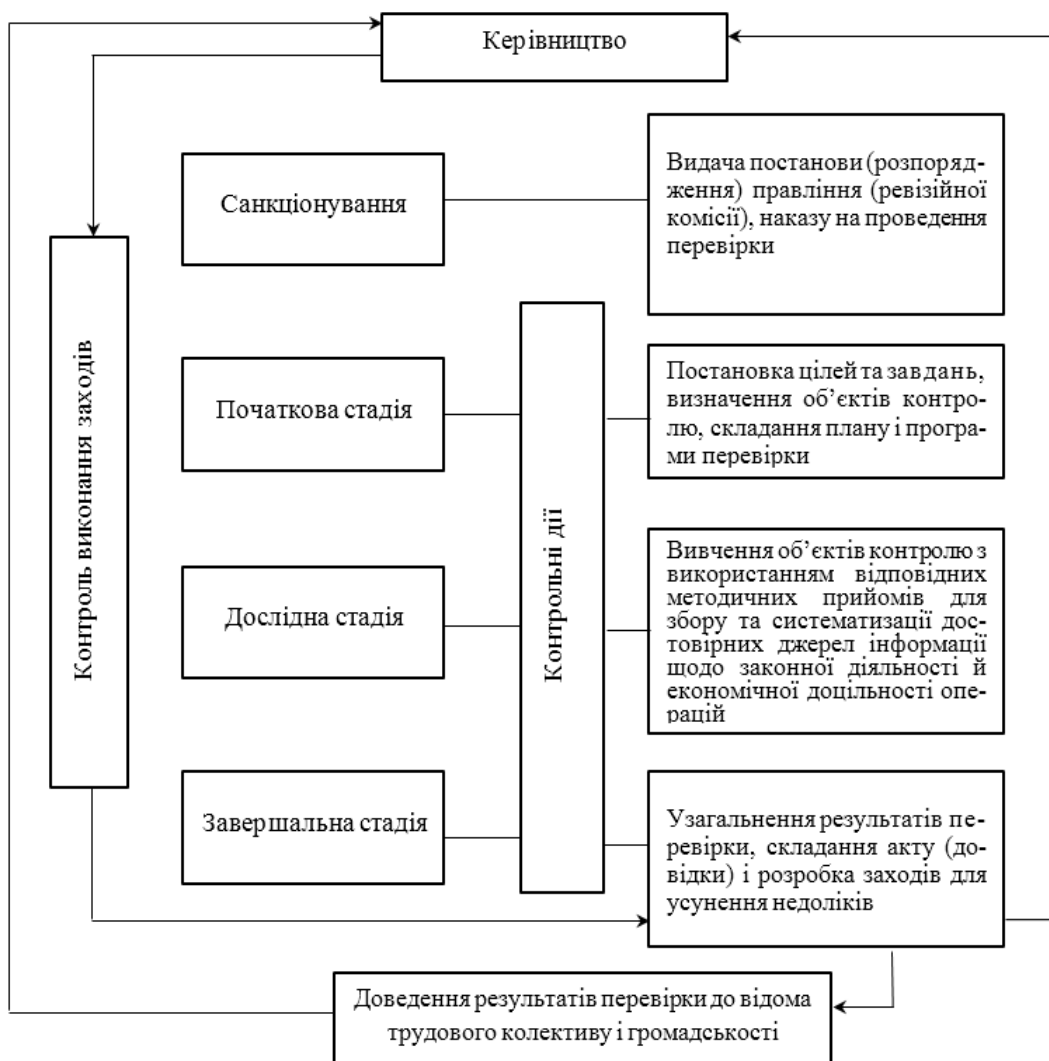 Керівництво
Санкціонування
Видача постанови (розпоряд-
ження) правління (ревізійної
комісії), наказу на проведення
перевірки
Контроль виконання заходів
Контрольні дії
Початкова стадія
Постановка цілей та завдань,
визначення об’єктів контро-
лю, складання плану і програ-
ми перевірки
Дослідна стадія
Вивчення об’єктів контролю з
використанням відповідних
методичних прийомів для
збору та систематизації дос-
товірних джерел інформації
щодо законної діяльності й
економічної доцільності опе-
рацій
Завершальна стадія
Узагальнення результатів пе-
ревірки, складання акту (до-
відки) і розробка заходів для
усунення недоліків
Доведення результатів перевірки до відома
трудового колективу і громадськості